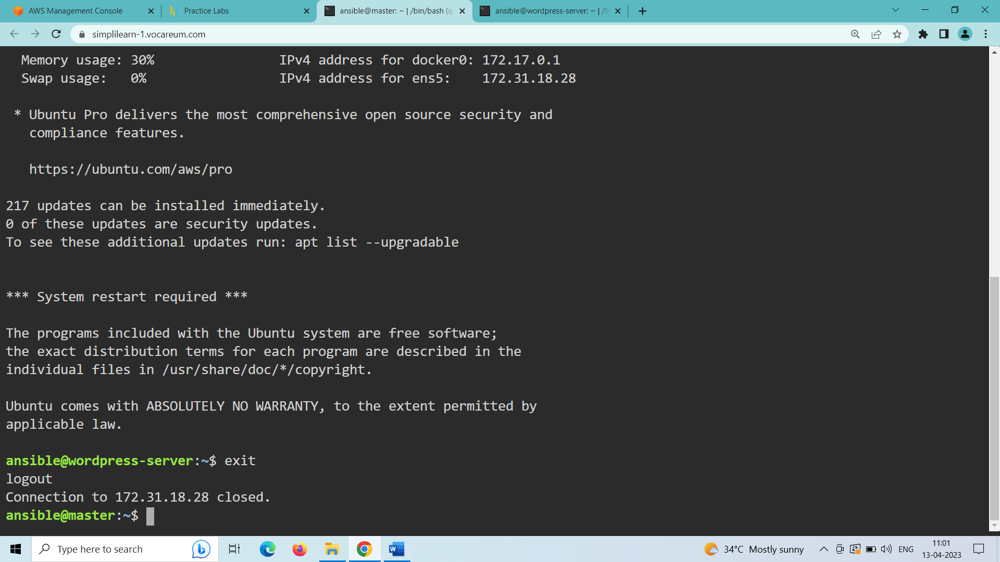 AWS Management Console
Practice Labs
ansible@master: ~ | /bin/bash (ip
ansible@wordpress-server: ~ | /b
simplilearn-1.vocareum.com
Memory usage: 30% IPv4 address for docker0: 172.17.0.1
Swap usage: 0% IPv4 address for ens5: 172.31.18.28
* Ubuntu Pro delivers the most comprehensive open source security and
compliance features.
https://ubuntu.com/aws/pro
217 updates can be installed immediately.
0 of these updates are security updates.
To see these additional updates run: apt list --upgradable
*** System restart required ***
The programs included with the Ubuntu system are free software;
the exact distribution terms for each program are described in the
individual files in /usr/share/doc/*/copyright.
Ubuntu comes with ABSOLUTELY NO WARRANTY, to the extent permitted by
applicable law.
ansible@wordpress-server:~$ exit
logout
Connection to 172.31.18.28 closed.
ansible@master:~$
Type here to search
34°C Mostly sunny
ENG
11:01
13-04-2023